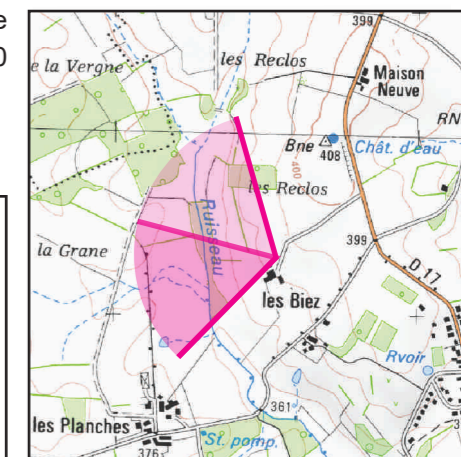 e
0
399
e la Vergne
les Reclos
Maison
Neuve
RN
Bne
408
Chât. d'eau
400
les Reclos
Ruisseau
la Grane
399
D 17
les Biez
Rvoir
361
les Planches
St. pomp.
376